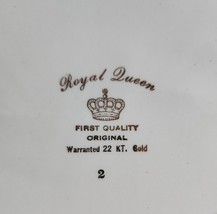 Royal Queen
FIRST QUALITY
ORIGINAL
Warranted 22 KT. Gold
2